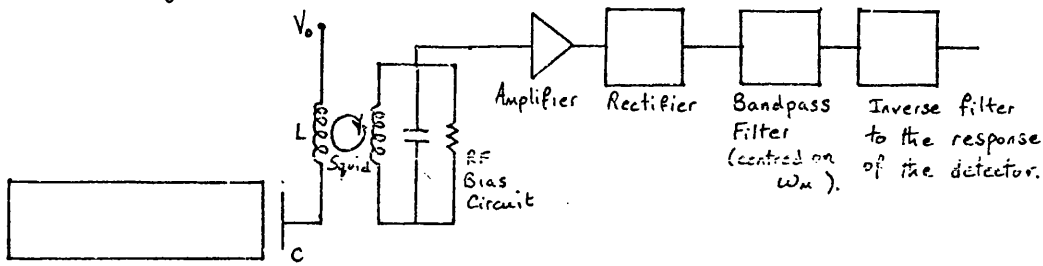 V₀
L
Squid
C
RF
Bias
Circuit
Amplifier
Rectifier
Bandpass
Filter
(centred on
ωₘ).
Inverse filter
to the response
of the detector.